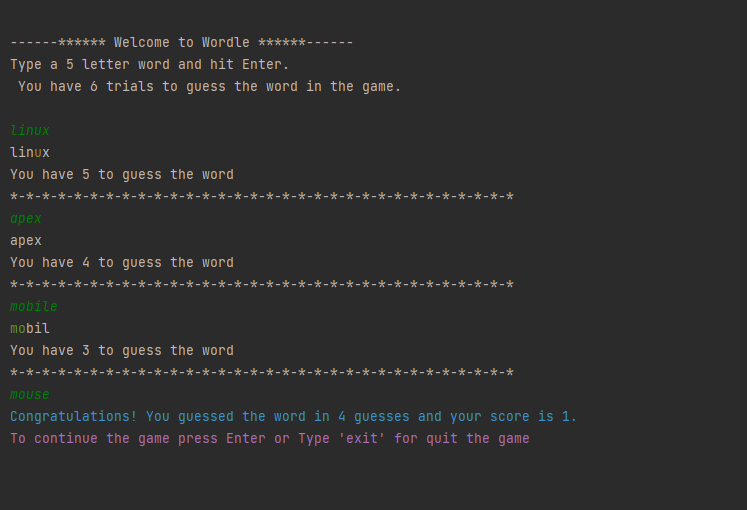 ------****** Welcome to Wordle ******------
Type a 5 letter word and hit Enter.
You have 6 trials to guess the word in the game.
linux
linux
You have 5 to guess the word
*-*-*-*-*-*-*-*-*-*-*-*-*-*-*-*-*-*-*-*-*-*-*-*-*-*-*-*-*-*-*-*
apex
apex
You have 4 to guess the word
*-*-*-*-*-*-*-*-*-*-*-*-*-*-*-*-*-*-*-*-*-*-*-*-*-*-*-*-*-*-*-*
mobile
mobil
You have 3 to guess the word
*-*-*-*-*-*-*-*-*-*-*-*-*-*-*-*-*-*-*-*-*-*-*-*-*-*-*-*-*-*-*-*
mouse
Congratulations! You guessed the word in 4 guesses and your score is 1.
To continue the game press Enter or Type 'exit' for quit the game